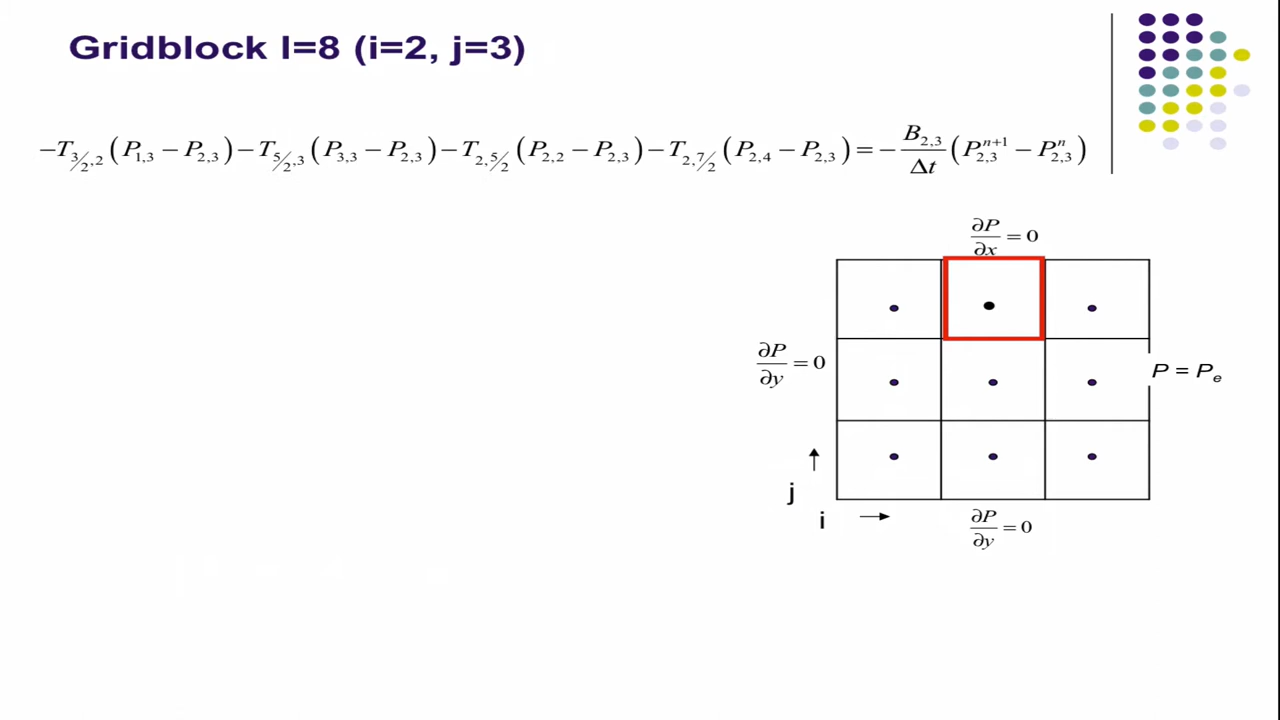 Gridblock l=8 (i=2, j=3)
−T_{3/2,2}(P_{1,3} − P_{2,3}) − T_{5/2,3}(P_{3,3} − P_{2,3}) − T_{2,5/2}(P_{2,2} − P_{2,3}) − T_{2,7/2}(P_{2,4} − P_{2,3}) = −\frac{B_{2,3}}{Δt}(P_{2,3}^{n+1} − P_{2,3}^{n})
∂P/∂x = 0
∂P/∂y = 0
P = P_e
j
i
∂P/∂y = 0